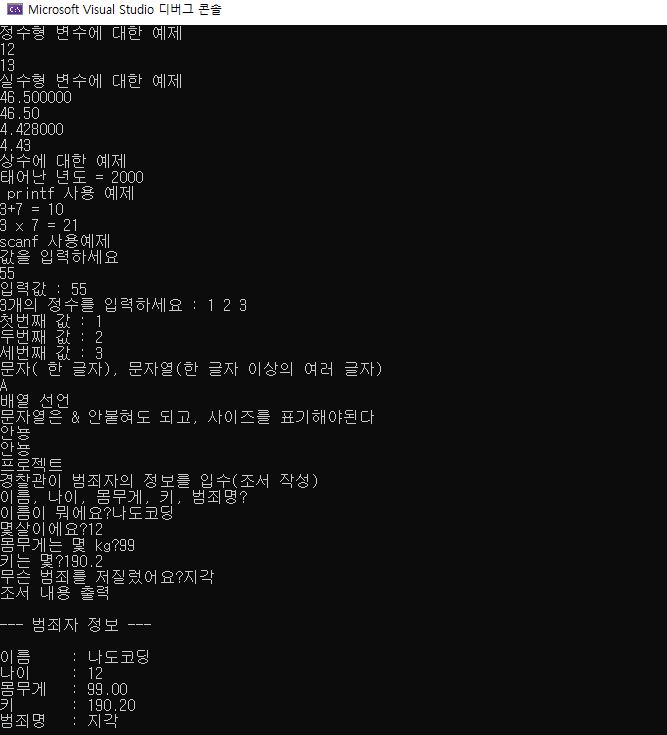 Microsoft Visual Studio 디버그 콘솔
정수형 변수에 대한 예제
12
13
실수형 변수에 대한 예제
46.500000
46.50
4.428000
4.43
상수에 대한 예제
태어난 년도 = 2000
 printf 사용 예제
3+7 = 10
3 x 7 = 21
scanf 사용예제
값을 입력하세요
55
입력값 : 55
3개의 정수를 입력하세요 : 1 2 3
첫번째 값 : 1
두번째 값 : 2
세번째 값 : 3
문자( 한 글자), 문자열(한 글자 이상의 여러 글자)
A
배열 선언
문자열은 & 안붙혀도 되고, 사이즈를 표기해야된다
안뇽
안뇽
프로젝트
경찰관이 범죄자의 정보를 입수(조서 작성)
이름, 나이, 몸무게, 키, 범죄명?
이름이 뭐에요?나도코딩
몇살이에요?12
몸무게는 몇 kg?99
키는 몇?190.2
무슨 범죄를 저질렀어요?지각
조서 내용 출력
--- 범죄자 정보 ---
이름 : 나도코딩
나이 : 12
몸무게 : 99.00
키 : 190.20
범죄명 : 지각